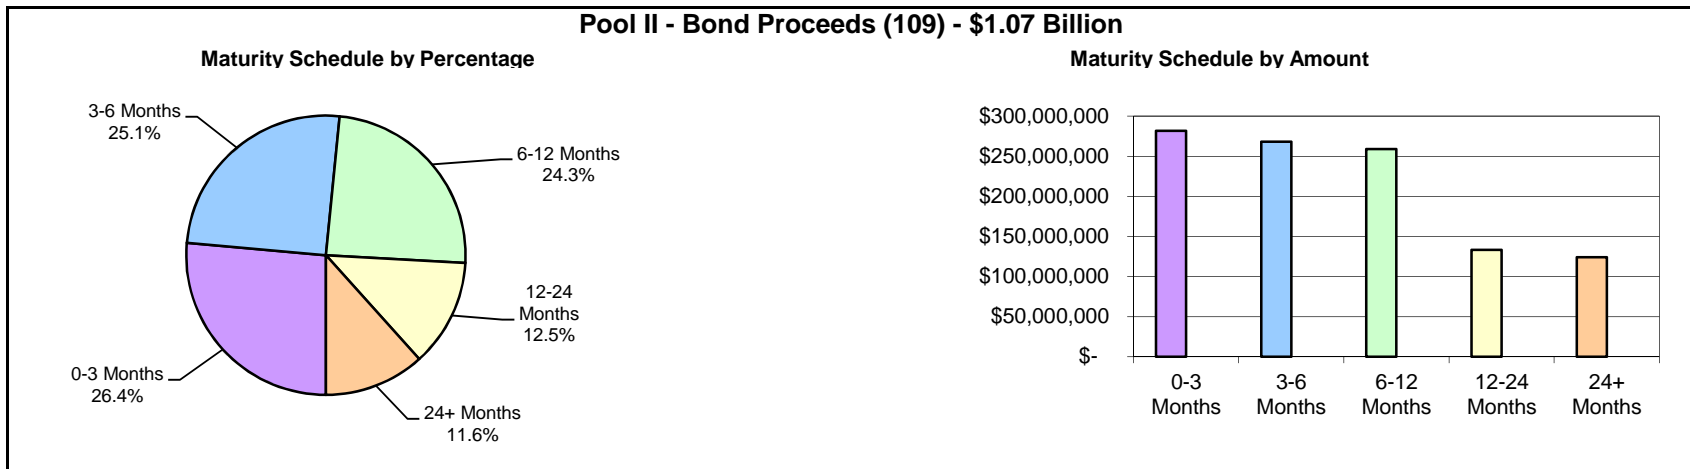 Pool II - Bond Proceeds (109) - $1.07 Billion
Maturity Schedule by Percentage
3-6 Months
25.1%
6-12 Months
24.3%
12-24
Months
12.5%
0-3 Months
26.4%
24+ Months
11.6%
Maturity Schedule by Amount
$300,000,000
$250,000,000
$200,000,000
$150,000,000
$100,000,000
$50,000,000
$-
0-3
Months
3-6
Months
6-12
Months
12-24
Months
24+
Months